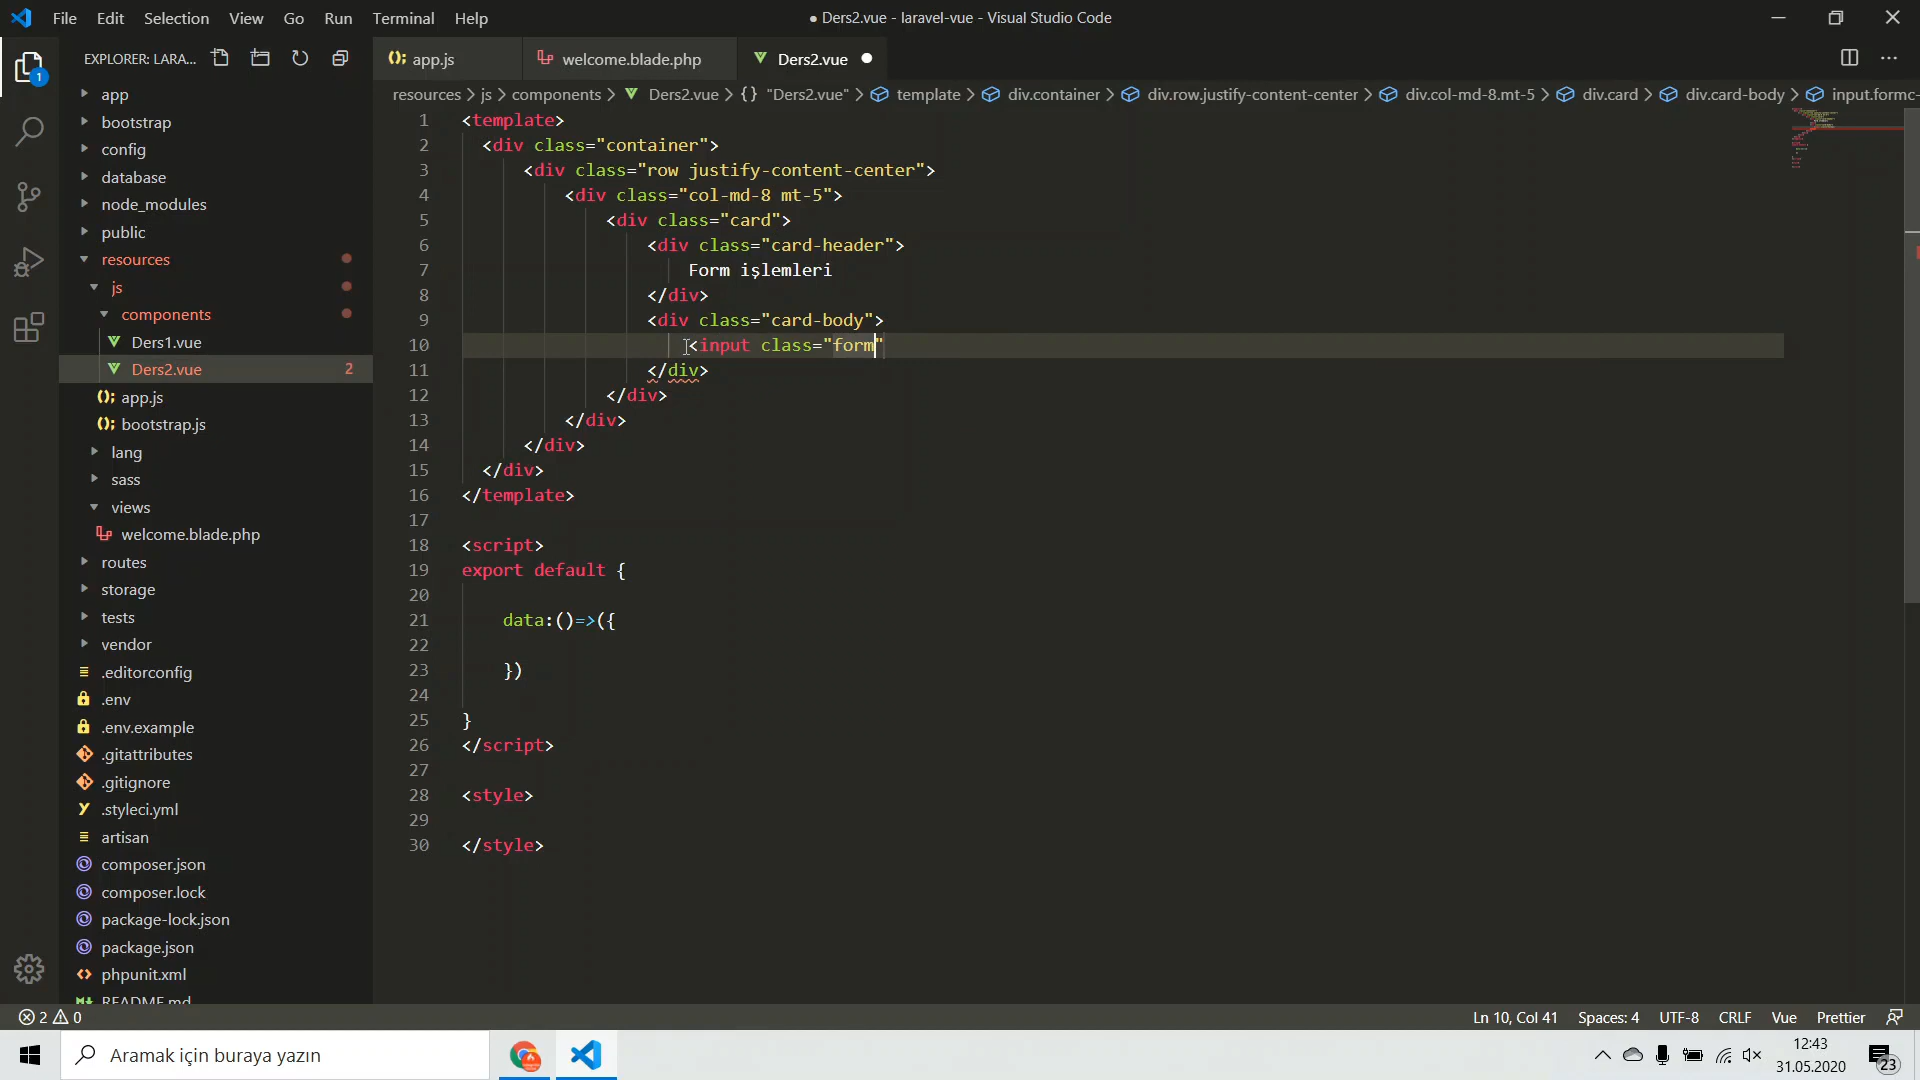 File Edit Selection View Go Run Terminal Help
● Ders2.vue - laravel-vue - Visual Studio Code
EXPLORER: LARA...
app.js
welcome.blade.php
Ders2.vue ●
resources > js > components > Ders2.vue > {} "Ders2.vue" > template > div.container > div.row.justify-content-center > div.col-md-8.mt-5 > div.card > div.card-body > input.formc-
1
app
bootstrap
config
database
node_modules
public
resources
js
components
Ders1.vue
Ders2.vue 2
app.js
bootstrap.js
lang
sass
views
welcome.blade.php
routes
storage
tests
vendor
.editorconfig
.env
.env.example
.gitattributes
.gitignore
.styleci.yml
artisan
composer.json
composer.lock
package-lock.json
package.json
phpunit.xml
README.md
1 <template>
2 <div class="container">
3 <div class="row justify-content-center">
4 <div class="col-md-8 mt-5">
5 <div class="card">
6 <div class="card-header">
7 Form işlemleri
8 </div>
9 <div class="card-body">
10 <input class="form"
11 </div>
12 </div>
13 </div>
14 </div>
15 </div>
16 </template>
17
18 <script>
19 export default {
20
21 data:()=>({
22
23 })
24
25 }
26 </script>
27
28 <style>
29
30 </style>
2 0
Ln 10, Col 41 Spaces: 4 UTF-8 CRLF Vue Prettier
Aramak için buraya yazın
12:43
31.05.2020
23